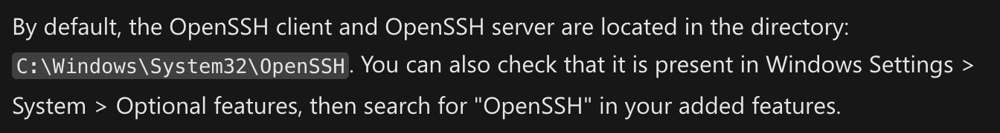 By default, the OpenSSH client and OpenSSH server are located in the directory:
C:\Windows\System32\OpenSSH. You can also check that it is present in Windows Settings >
System > Optional features, then search for "OpenSSH" in your added features.